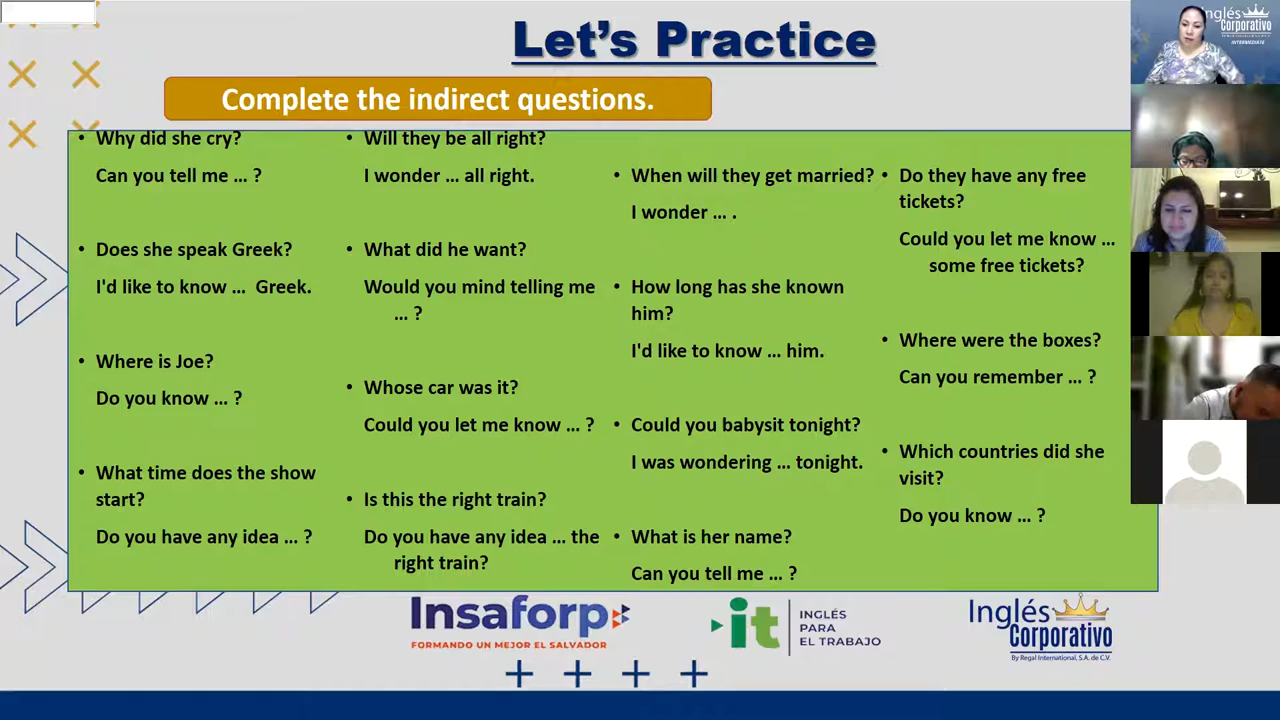 Let's Practice
Complete the indirect questions.
• Why did she cry?
Can you tell me ... ?
• Does she speak Greek?
I'd like to know ... Greek.
• Where is Joe?
Do you know ... ?
• What time does the show
start?
Do you have any idea ... ?
• Will they be all right?
I wonder ... all right.
• What did he want?
Would you mind telling me
... ?
• Whose car was it?
Could you let me know ... ?
• Is this the right train?
Do you have any idea ... the
right train?
• When will they get married?
I wonder ... .
• How long has she known
him?
I'd like to know ... him.
• Could you babysit tonight?
I was wondering ... tonight.
• What is her name?
Can you tell me ... ?
• Do they have any free
tickets?
Could you let me know ...
some free tickets?
• Where were the boxes?
Can you remember ... ?
• Which countries did she
visit?
Do you know ... ?
Insaforp
FORMANDO UN MEJOR EL SALVADOR
it
INGLÉS
PARA
EL TRABAJO
Inglés
Corporativo
By Regal International, S.A. de C.V.
Inglés
Corporativo
INTERMEDIATE